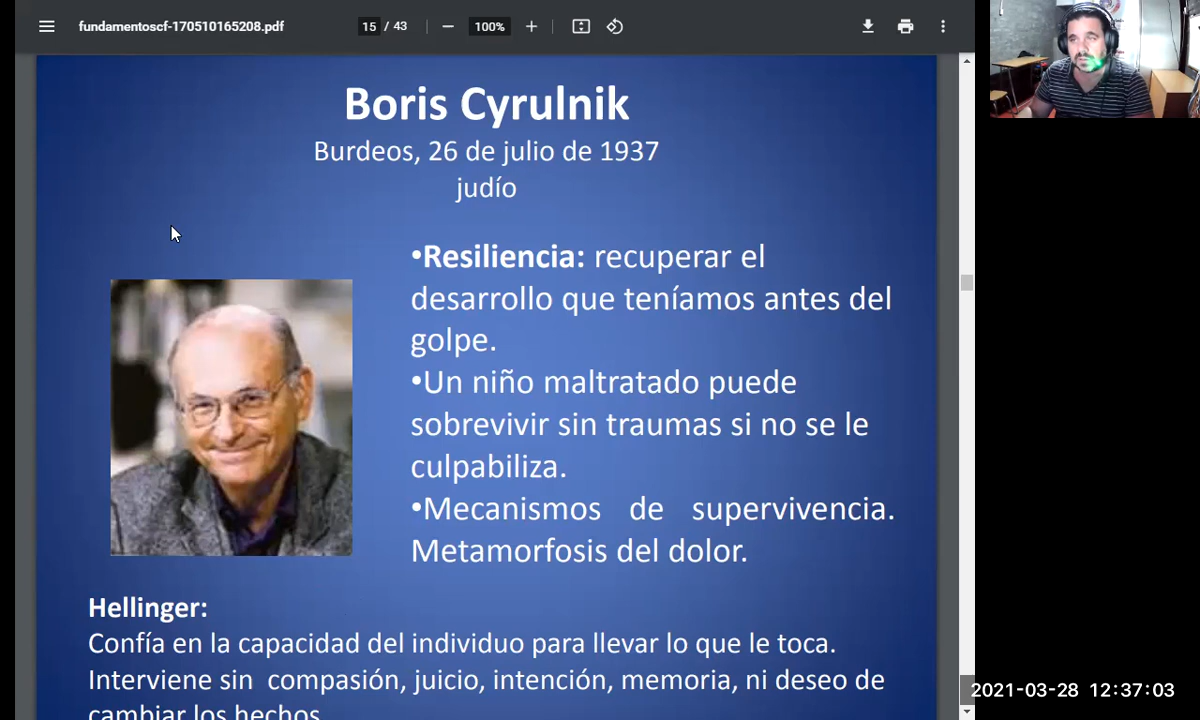 fundamentoscf-170510165208.pdf
15 / 43
100%
Boris Cyrulnik
Burdeos, 26 de julio de 1937
judío
•Resiliencia: recuperar el
desarrollo que teníamos antes del
golpe.
•Un niño maltratado puede
sobrevivir sin traumas si no se le
culpabiliza.
•Mecanismos de supervivencia.
Metamorfosis del dolor.
Hellinger:
Confía en la capacidad del individuo para llevar lo que le toca.
Interviene sin compasión, juicio, intención, memoria, ni deseo de
cambiar los hechos
2021-03-28 12:37:03